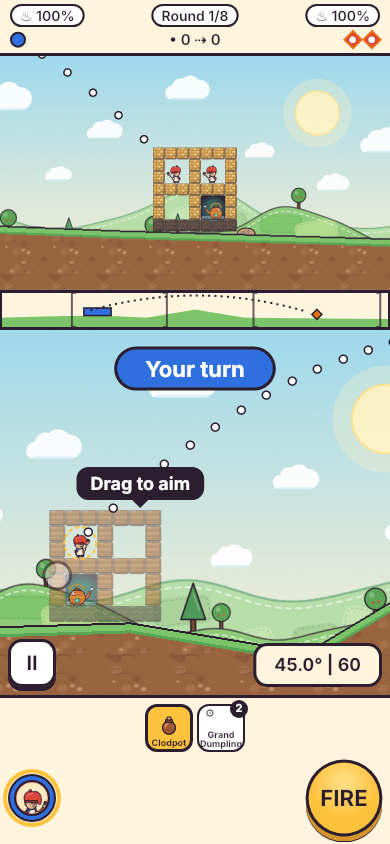 ♨ 100%
Round 1/8
♨ 100%
• 0 ⇢ 0
Your turn
Drag to aim
45.0° | 60
Clodpot
2
Grand
Dumpling
FIRE